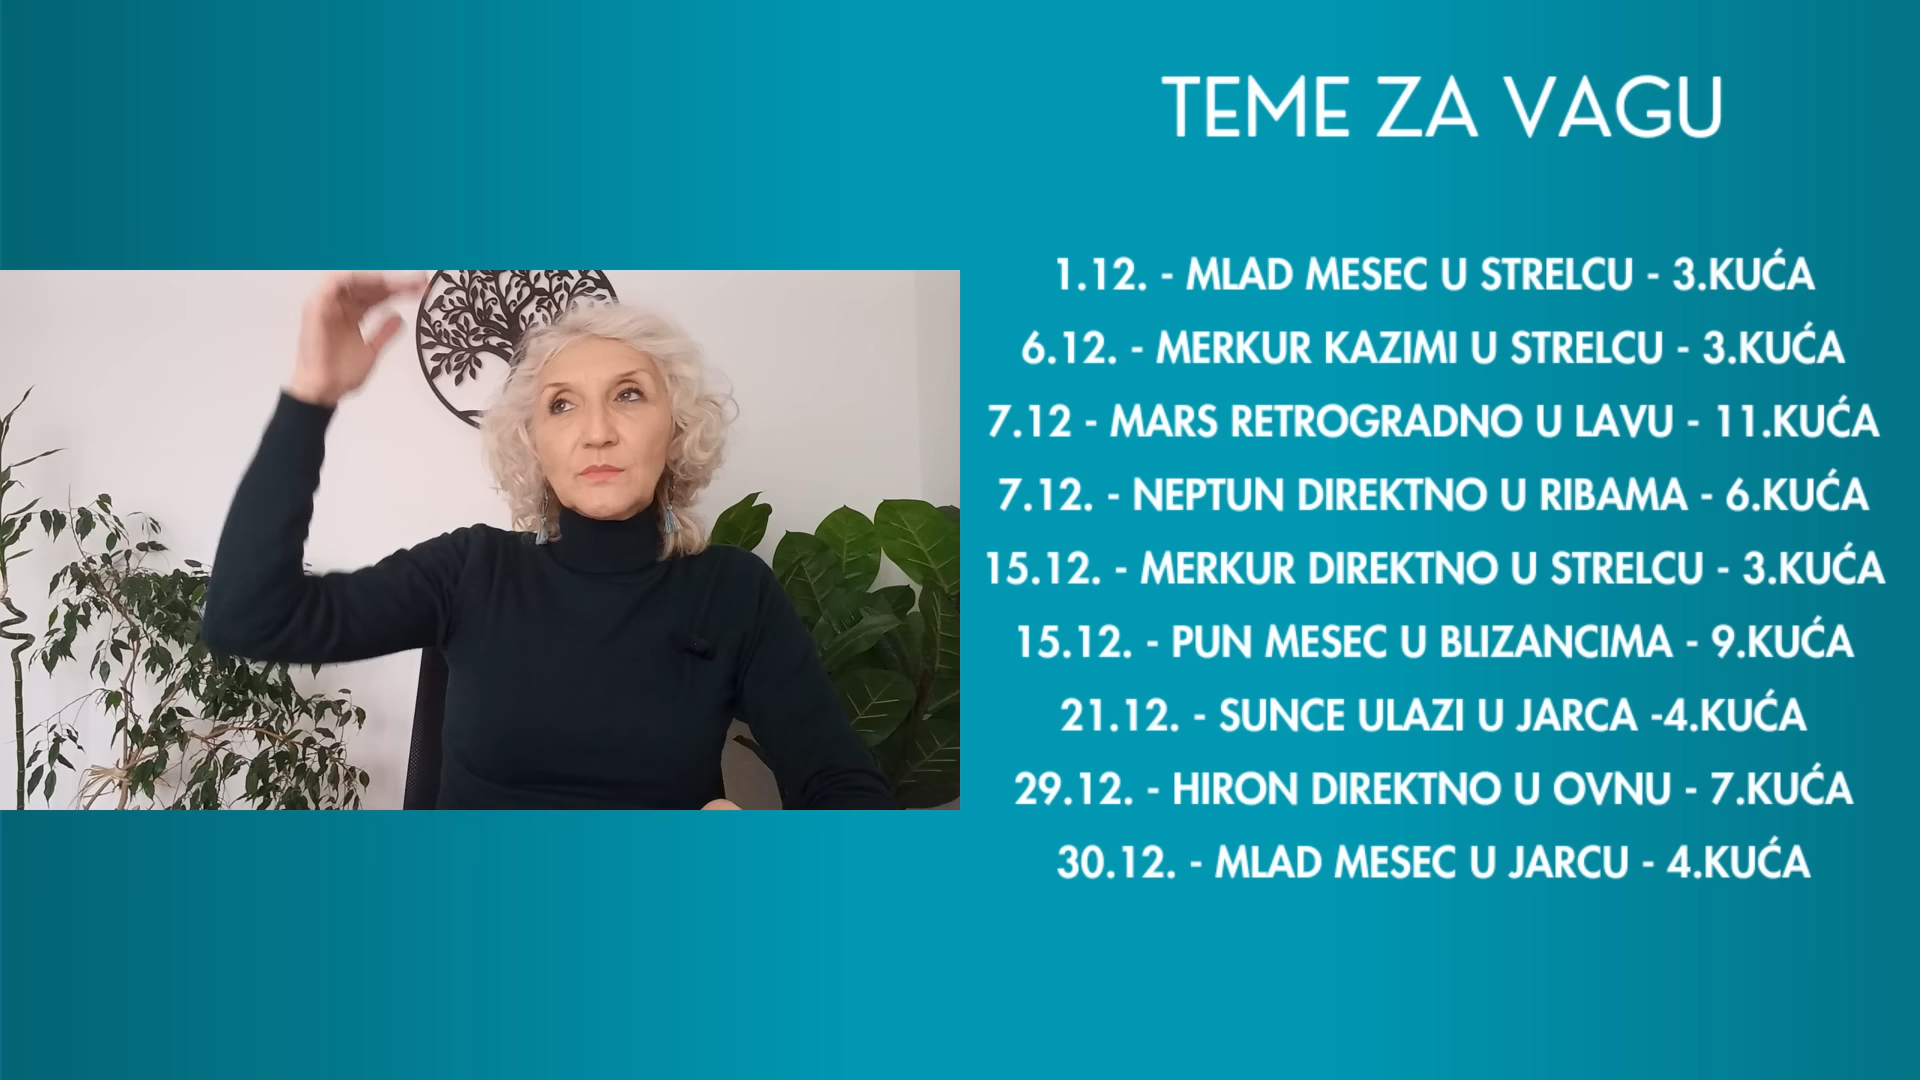 TEME ZA VAGU
1.12. - MLAD MESEC U STRELCU - 3.KUĆA
6.12. - MERKUR KAZIMI U STRELCU - 3.KUĆA
7.12 - MARS RETROGRADNO U LAVU - 11.KUĆA
7.12. - NEPTUN DIREKTNO U RIBAMA - 6.KUĆA
15.12. - MERKUR DIREKTNO U STRELCU - 3.KUĆA
15.12. - PUN MESEC U BLIZANCIMA - 9.KUĆA
21.12. - SUNCE ULAZI U JARCA -4.KUĆA
29.12. - HIRON DIREKTNO U OVNU - 7.KUĆA
30.12. - MLAD MESEC U JARCU - 4.KUĆA